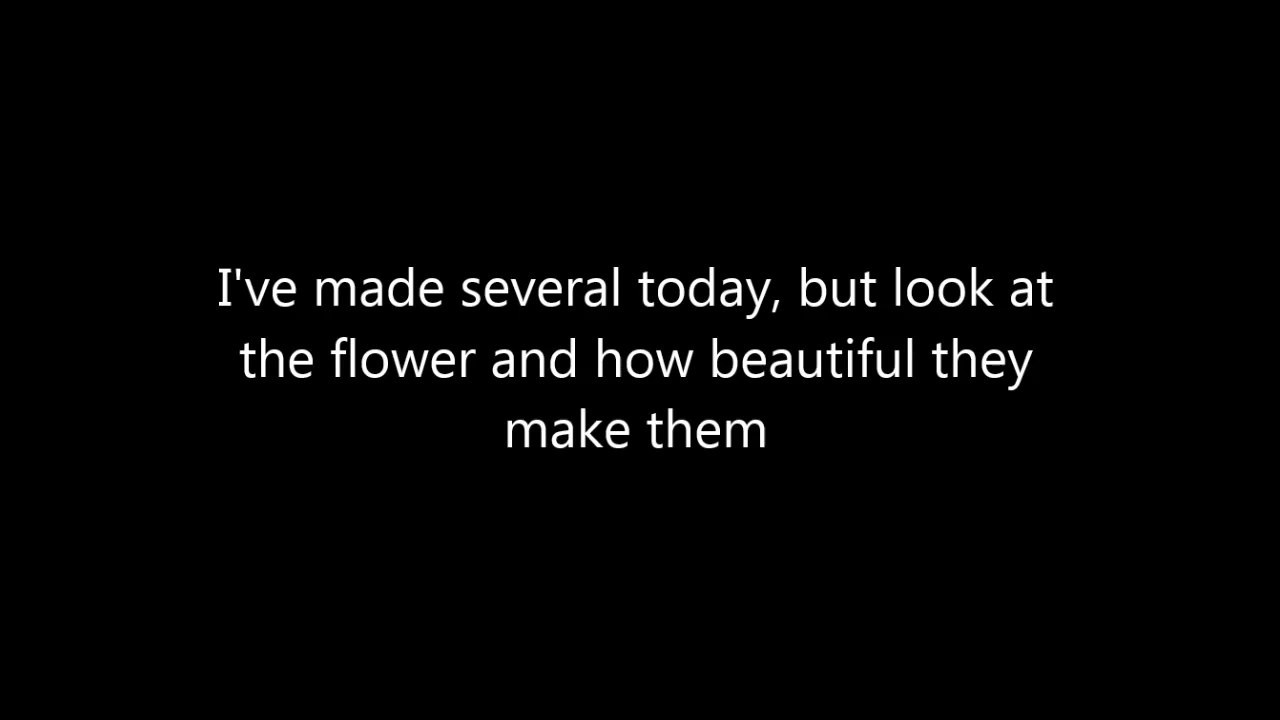 I've made several today, but look at
the flower and how beautiful they
make them